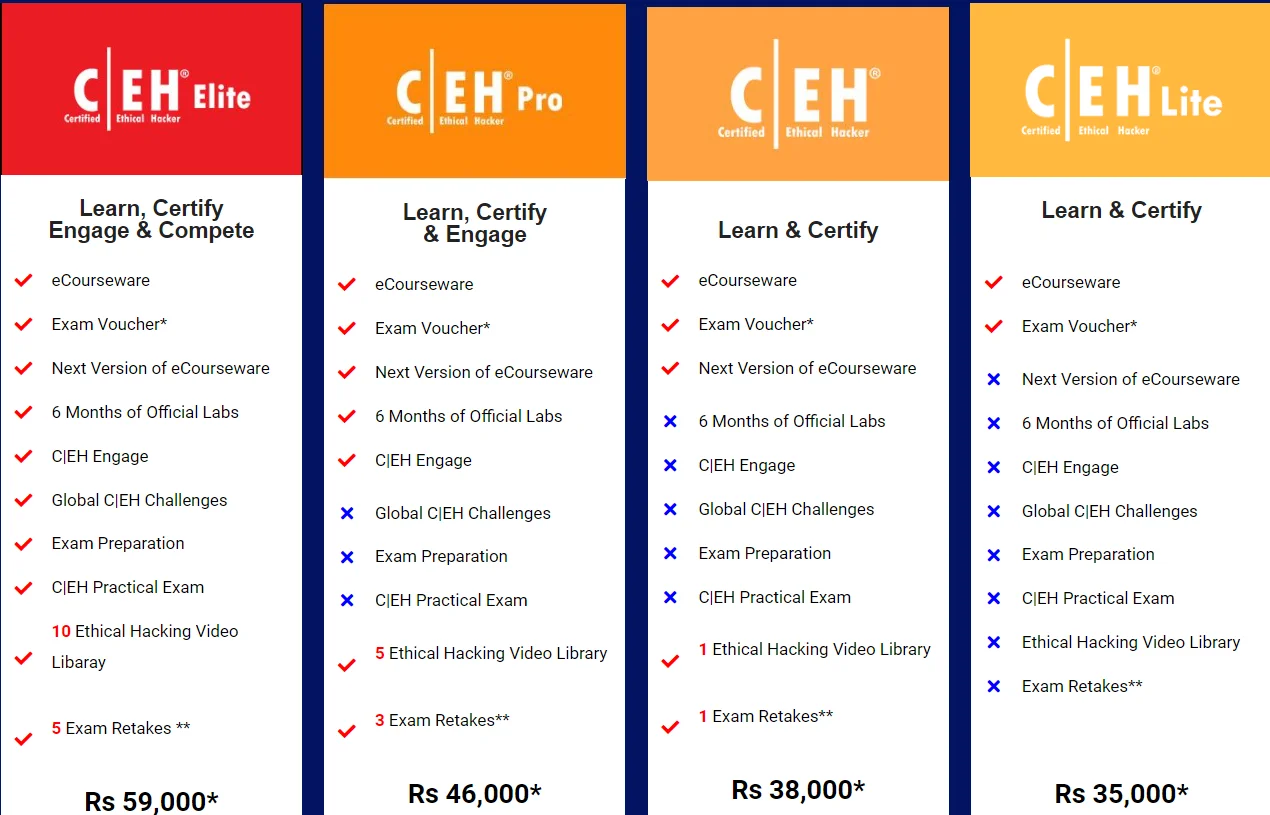 C|EH® Elite
Certified Ethical Hacker
Learn, Certify
Engage & Compete
eCourseware
Exam Voucher*
Next Version of eCourseware
6 Months of Official Labs
C|EH Engage
Global C|EH Challenges
Exam Preparation
C|EH Practical Exam
10 Ethical Hacking Video
Libaray
5 Exam Retakes **
Rs 59,000*
C|EH® Pro
Certified Ethical Hacker
Learn, Certify
& Engage
eCourseware
Exam Voucher*
Next Version of eCourseware
6 Months of Official Labs
C|EH Engage
Global C|EH Challenges
Exam Preparation
C|EH Practical Exam
5 Ethical Hacking Video Library
3 Exam Retakes**
Rs 46,000*
C|EH®
Certified Ethical Hacker
Learn & Certify
eCourseware
Exam Voucher*
Next Version of eCourseware
6 Months of Official Labs
C|EH Engage
Global C|EH Challenges
Exam Preparation
C|EH Practical Exam
1 Ethical Hacking Video Library
1 Exam Retakes**
Rs 38,000*
C|EH® Lite
Certified Ethical Hacker
Learn & Certify
eCourseware
Exam Voucher*
Next Version of eCourseware
6 Months of Official Labs
C|EH Engage
Global C|EH Challenges
Exam Preparation
C|EH Practical Exam
Ethical Hacking Video Library
Exam Retakes**
Rs 35,000*